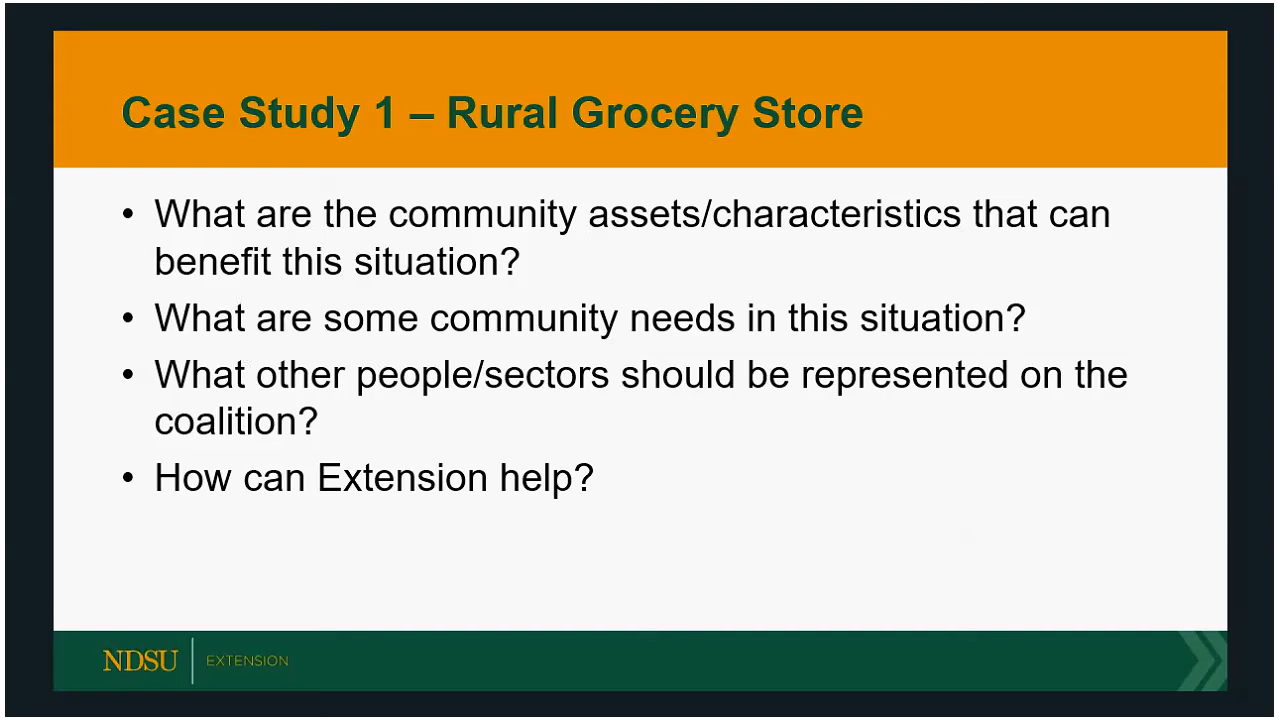 Case Study 1 – Rural Grocery Store
• What are the community assets/characteristics that can
benefit this situation?
• What are some community needs in this situation?
• What other people/sectors should be represented on the
coalition?
• How can Extension help?
NDSU EXTENSION